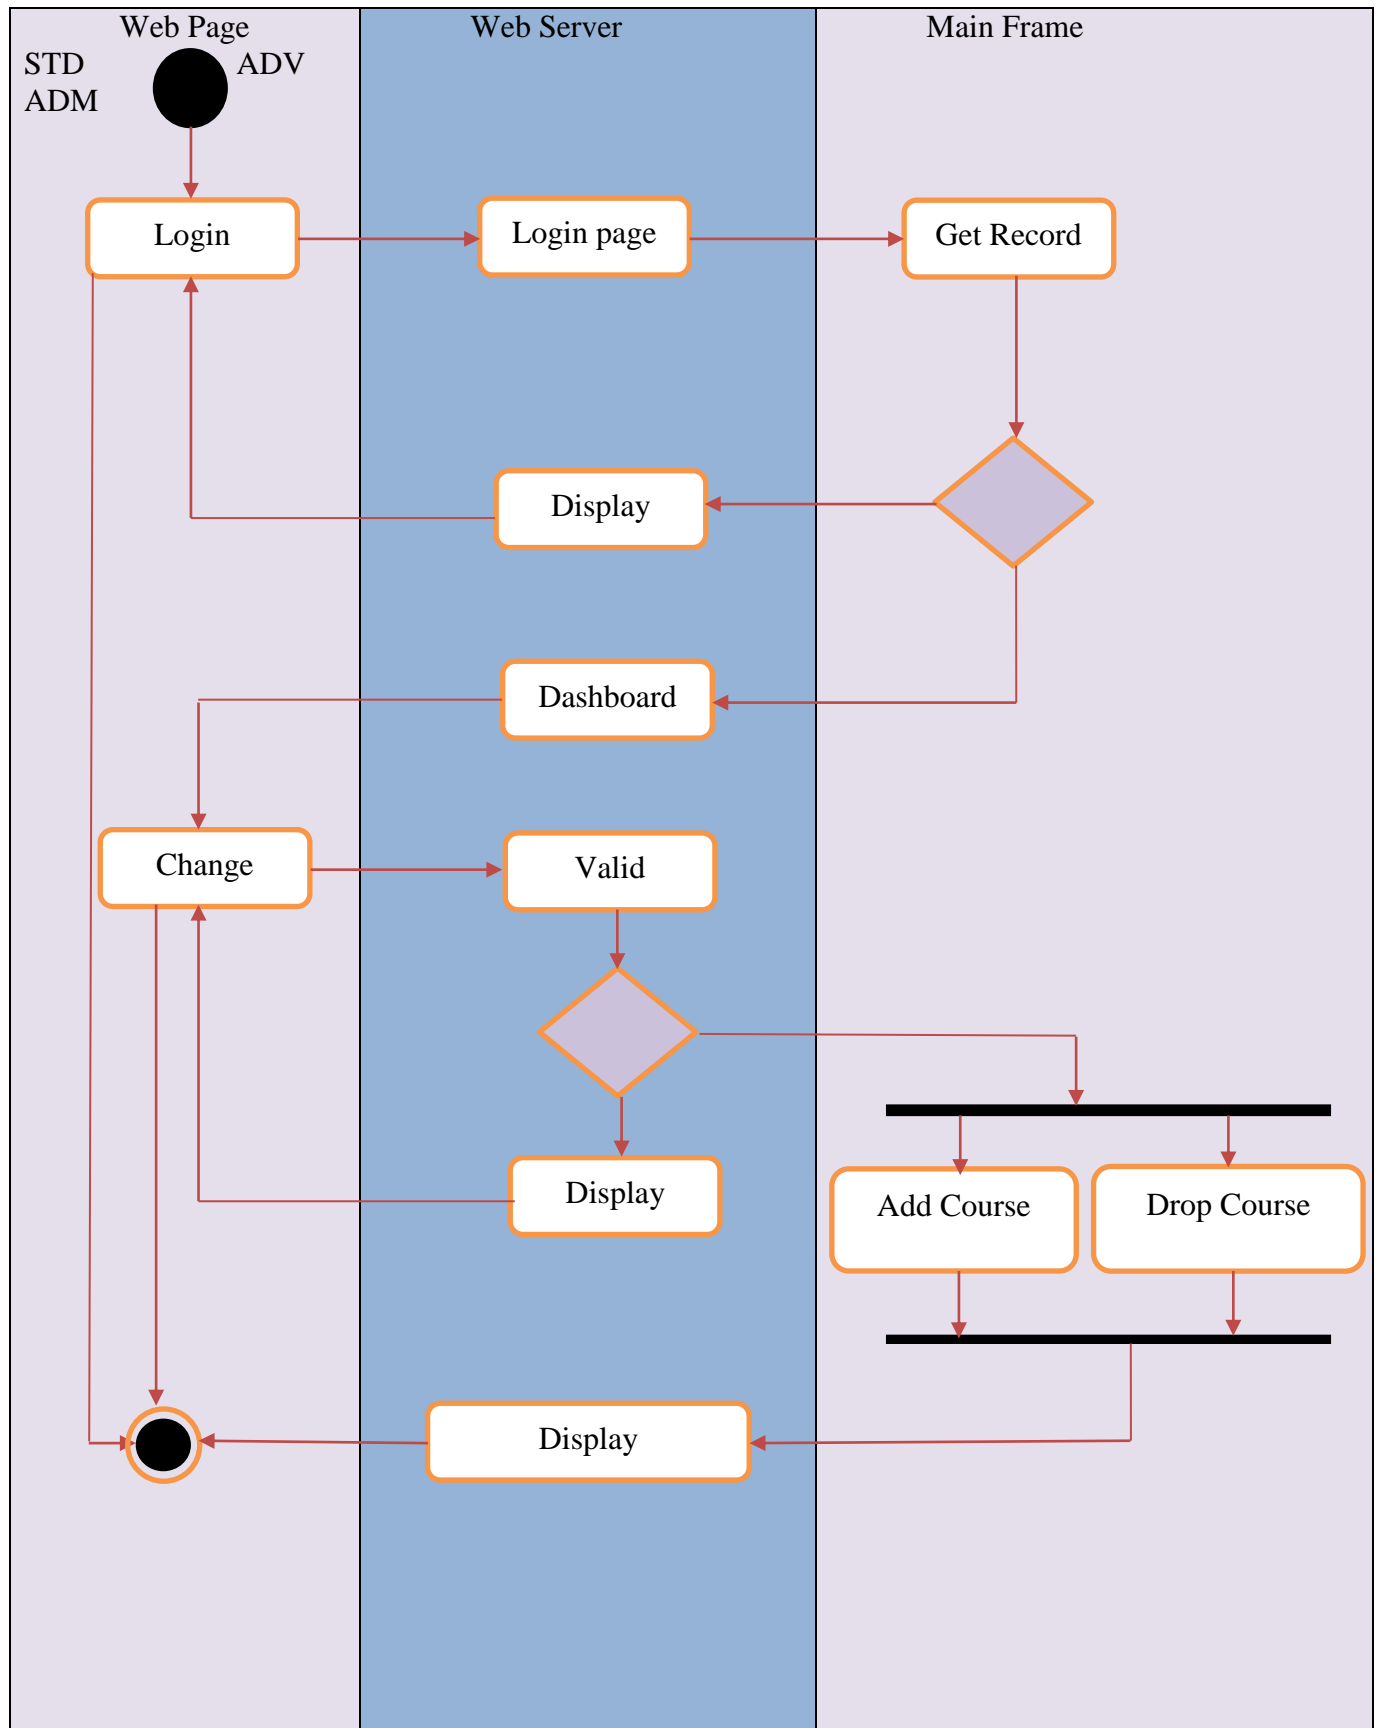 Web Page
Web Server
Main Frame
STD
ADV
ADM
Login
Login page
Get Record
Display
Dashboard
Change
Valid
Display
Add Course
Drop Course
Display